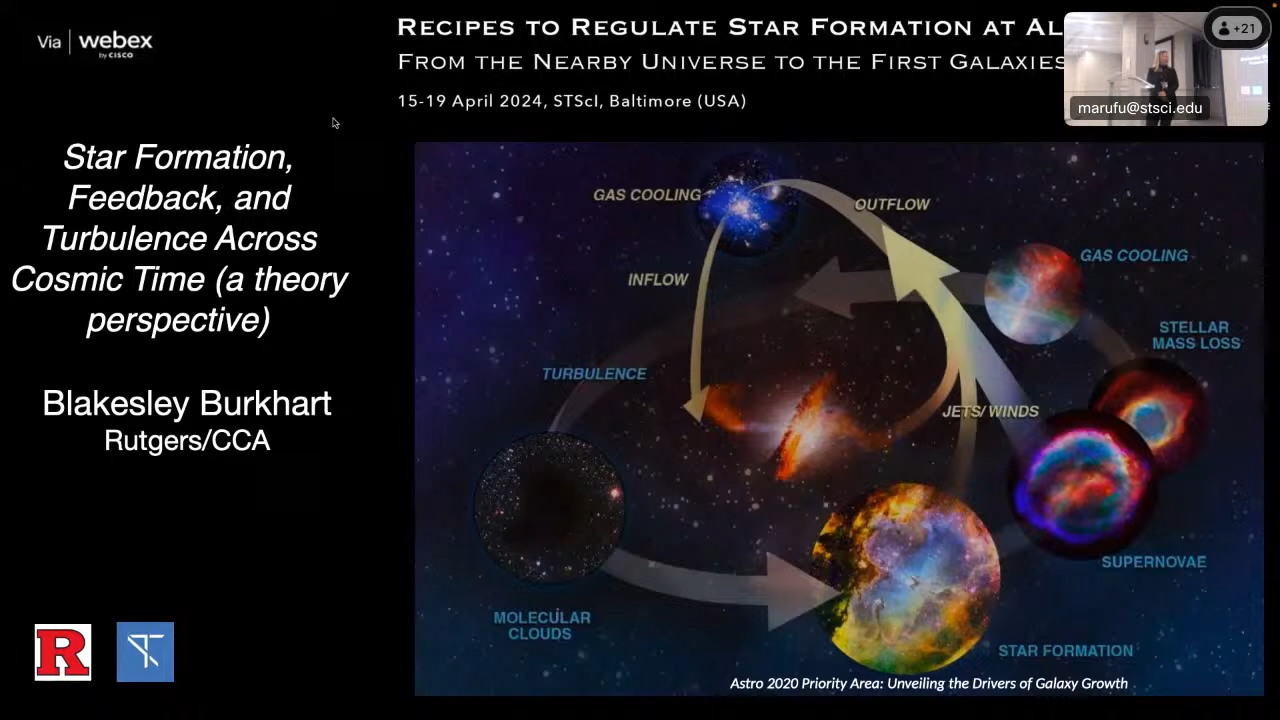 Via | webex
by CISCO
RECIPES TO REGULATE STAR FORMATION AT AL
FROM THE NEARBY UNIVERSE TO THE FIRST GALAXIES
15-19 April 2024, STScI, Baltimore (USA)
+21
marufu@stsci.edu
Star Formation,
Feedback, and
Turbulence Across
Cosmic Time (a theory
perspective)
Blakesley Burkhart
Rutgers/CCA
R
GAS COOLING
OUTFLOW
INFLOW
GAS COOLING
STELLAR
MASS LOSS
TURBULENCE
JETS/ WINDS
SUPERNOVAE
MOLECULAR
CLOUDS
STAR FORMATION
Astro 2020 Priority Area: Unveiling the Drivers of Galaxy Growth